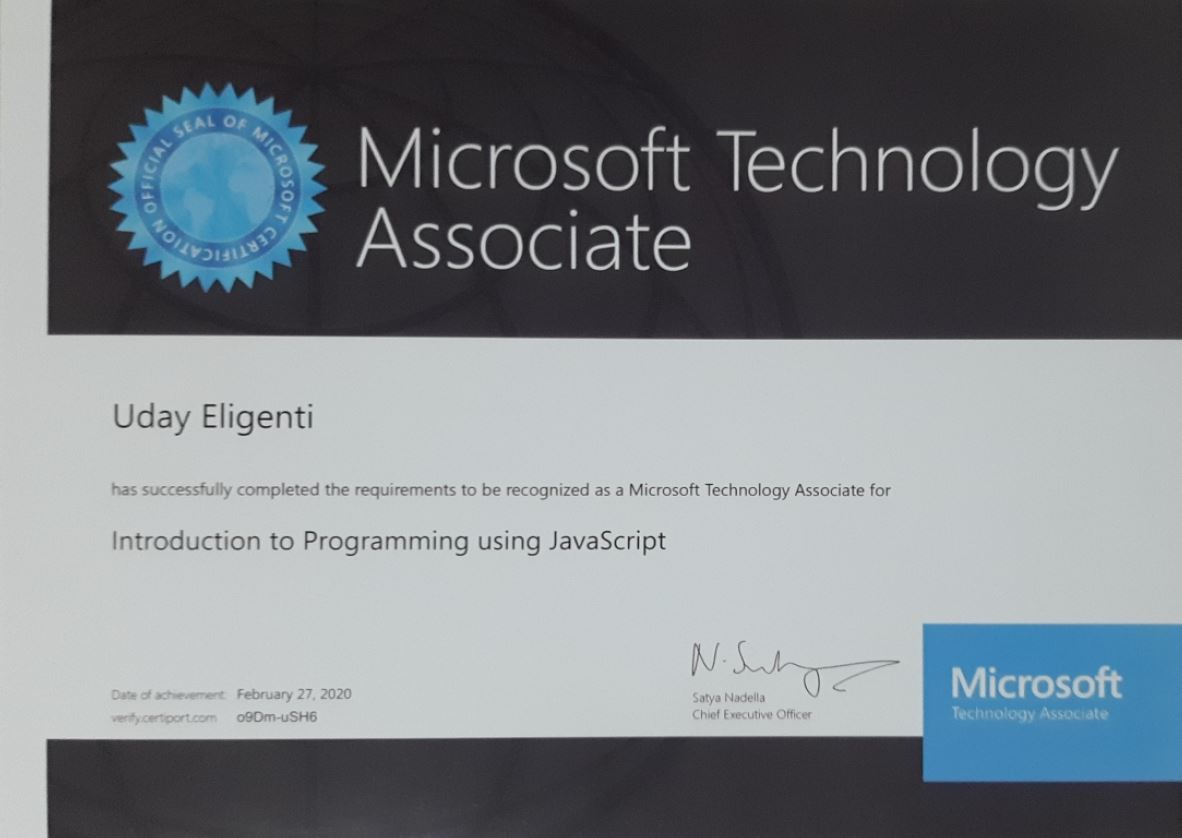 OFFICIAL SEAL OF MICROSOFT CERTIFICATION
Microsoft Technology
Associate
Uday Eligenti
has successfully completed the requirements to be recognized as a Microsoft Technology Associate for
Introduction to Programming using JavaScript
Date of achievement: February 27, 2020
verify.certiport.com o9Dm-uSH6
N. Satya
Satya Nadella
Chief Executive Officer
Microsoft
Technology Associate